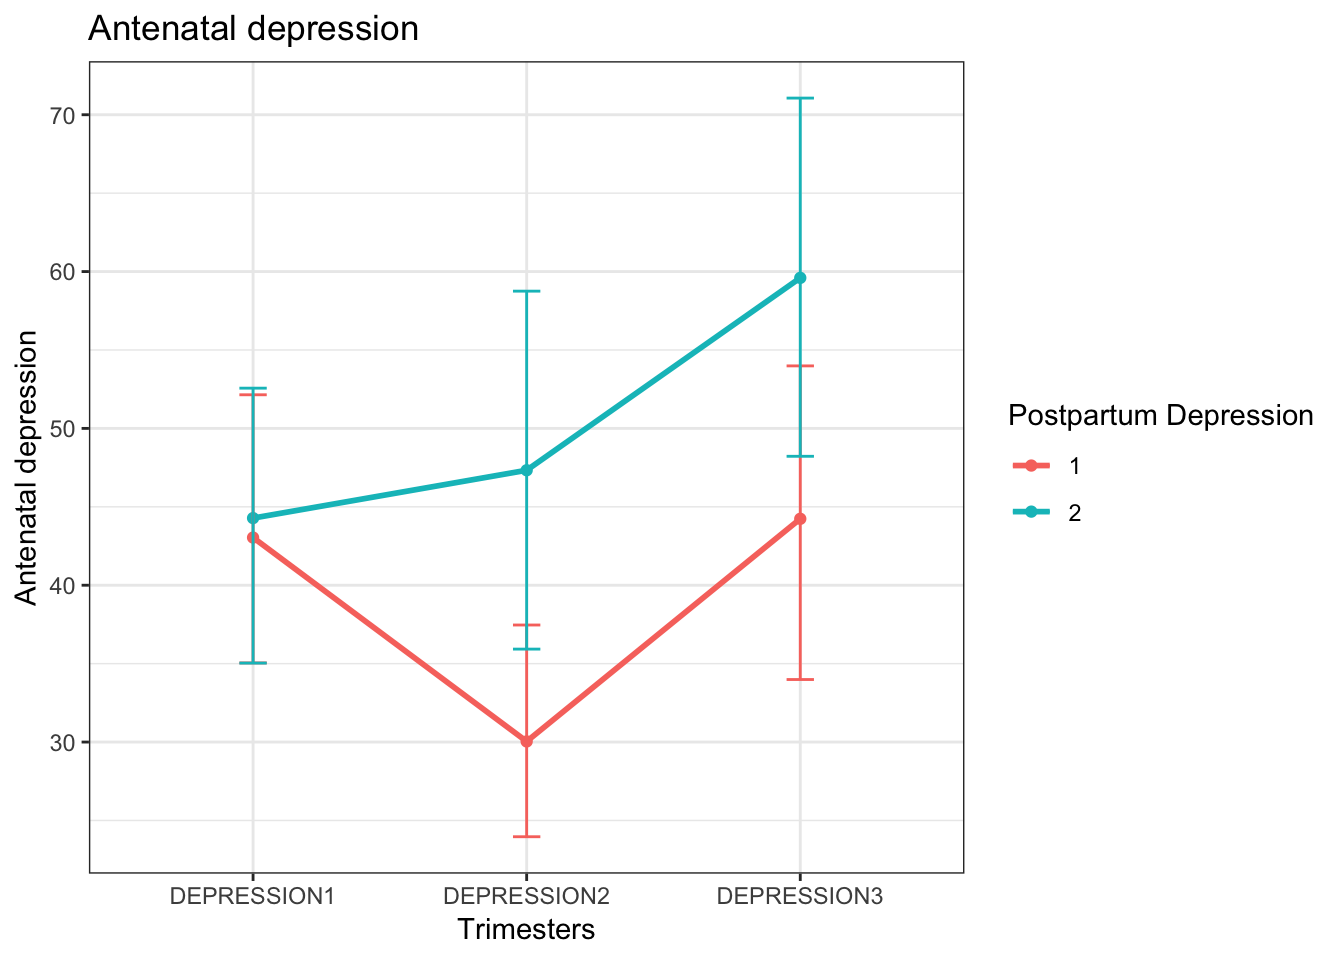 Antenatal depression
Antenatal depression
70
60
50
40
30
DEPRESSION1 DEPRESSION2 DEPRESSION3
Trimesters
Postpartum Depression
1
2